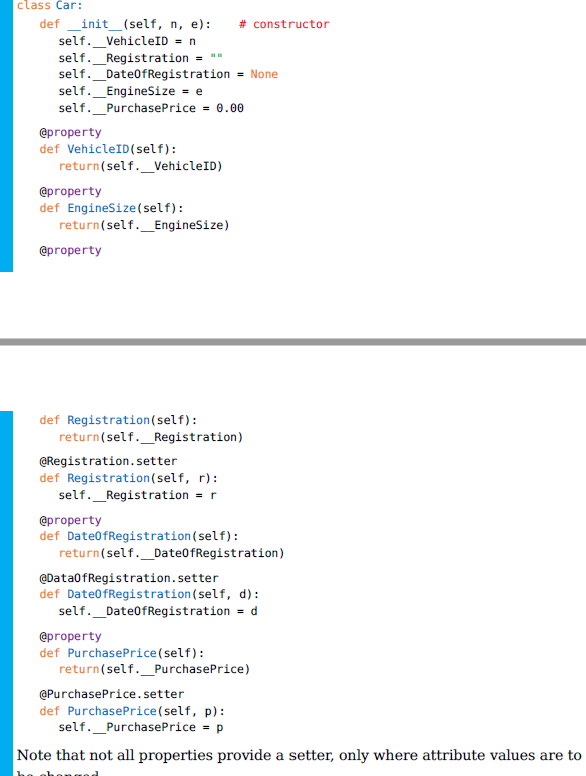 class Car:
def __init__(self, n, e): # constructor
self.__VehicleID = n
self.__Registration = ""
self.__DateOfRegistration = None
self.__EngineSize = e
self.__PurchasePrice = 0.00
@property
def VehicleID(self):
return(self.__VehicleID)
@property
def EngineSize(self):
return(self.__EngineSize)
@property
def Registration(self):
return(self.__Registration)
@Registration.setter
def Registration(self, r):
self.__Registration = r
@property
def DateOfRegistration(self):
return(self.__DateOfRegistration)
@DataOfRegistration.setter
def DateOfRegistration(self, d):
self.__DateOfRegistration = d
@property
def PurchasePrice(self):
return(self.__PurchasePrice)
@PurchasePrice.setter
def PurchasePrice(self, p):
self.__PurchasePrice = p
Note that not all properties provide a setter, only where attribute values are to
be changed